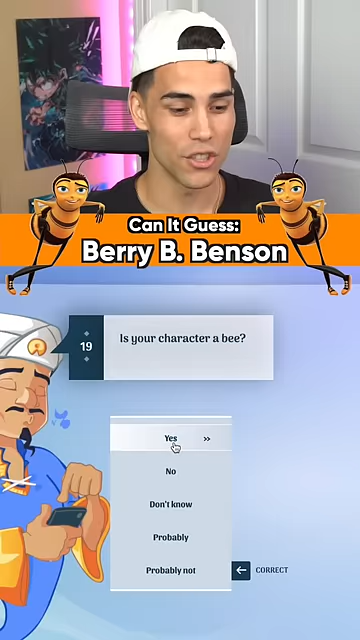 Can It Guess:
Berry B. Benson
19
Is your character a bee?
Yes
No
Don't know
Probably
Probably not
CORRECT